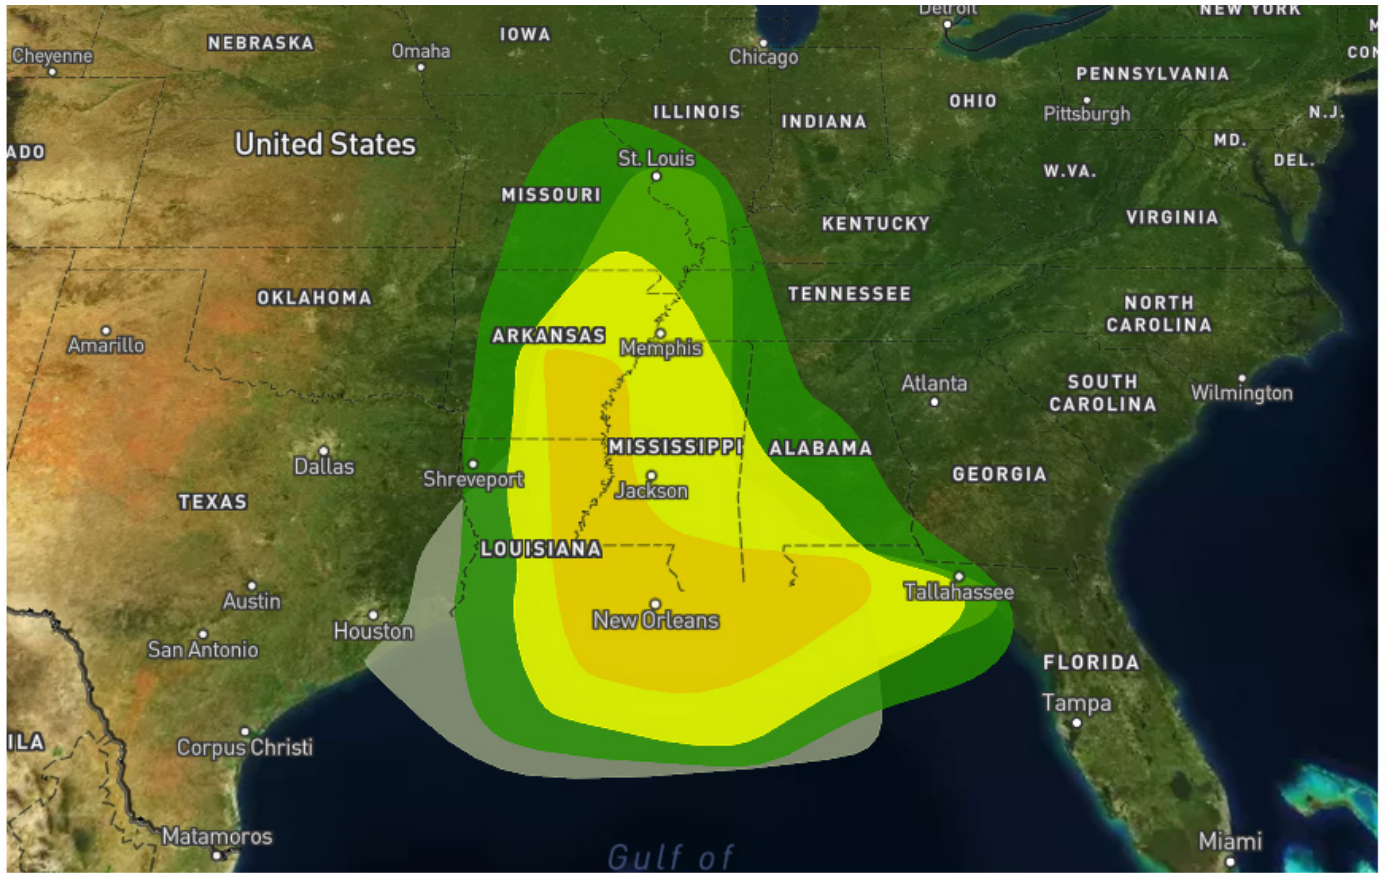 Detroit
NEW YORK
Cheyenne
NEBRASKA
Omaha
IOWA
Chicago
CON
PENNSYLVANIA
OHIO
Pittsburgh
ILLINOIS
INDIANA
N.J.
United States
ADO
St. Louis
MD.
DEL.
W.VA.
MISSOURI
KENTUCKY
VIRGINIA
OKLAHOMA
TENNESSEE
NORTH
CAROLINA
Amarillo
ARKANSAS
Memphis
Atlanta
SOUTH
CAROLINA
Wilmington
MISSISSIPPI
ALABAMA
Dallas
Shreveport
Jackson
GEORGIA
TEXAS
LOUISIANA
Austin
Tallahassee
New Orleans
Houston
San Antonio
FLORIDA
Tampa
ILA
Corpus Christi
Matamoros
Gulf of
Miami